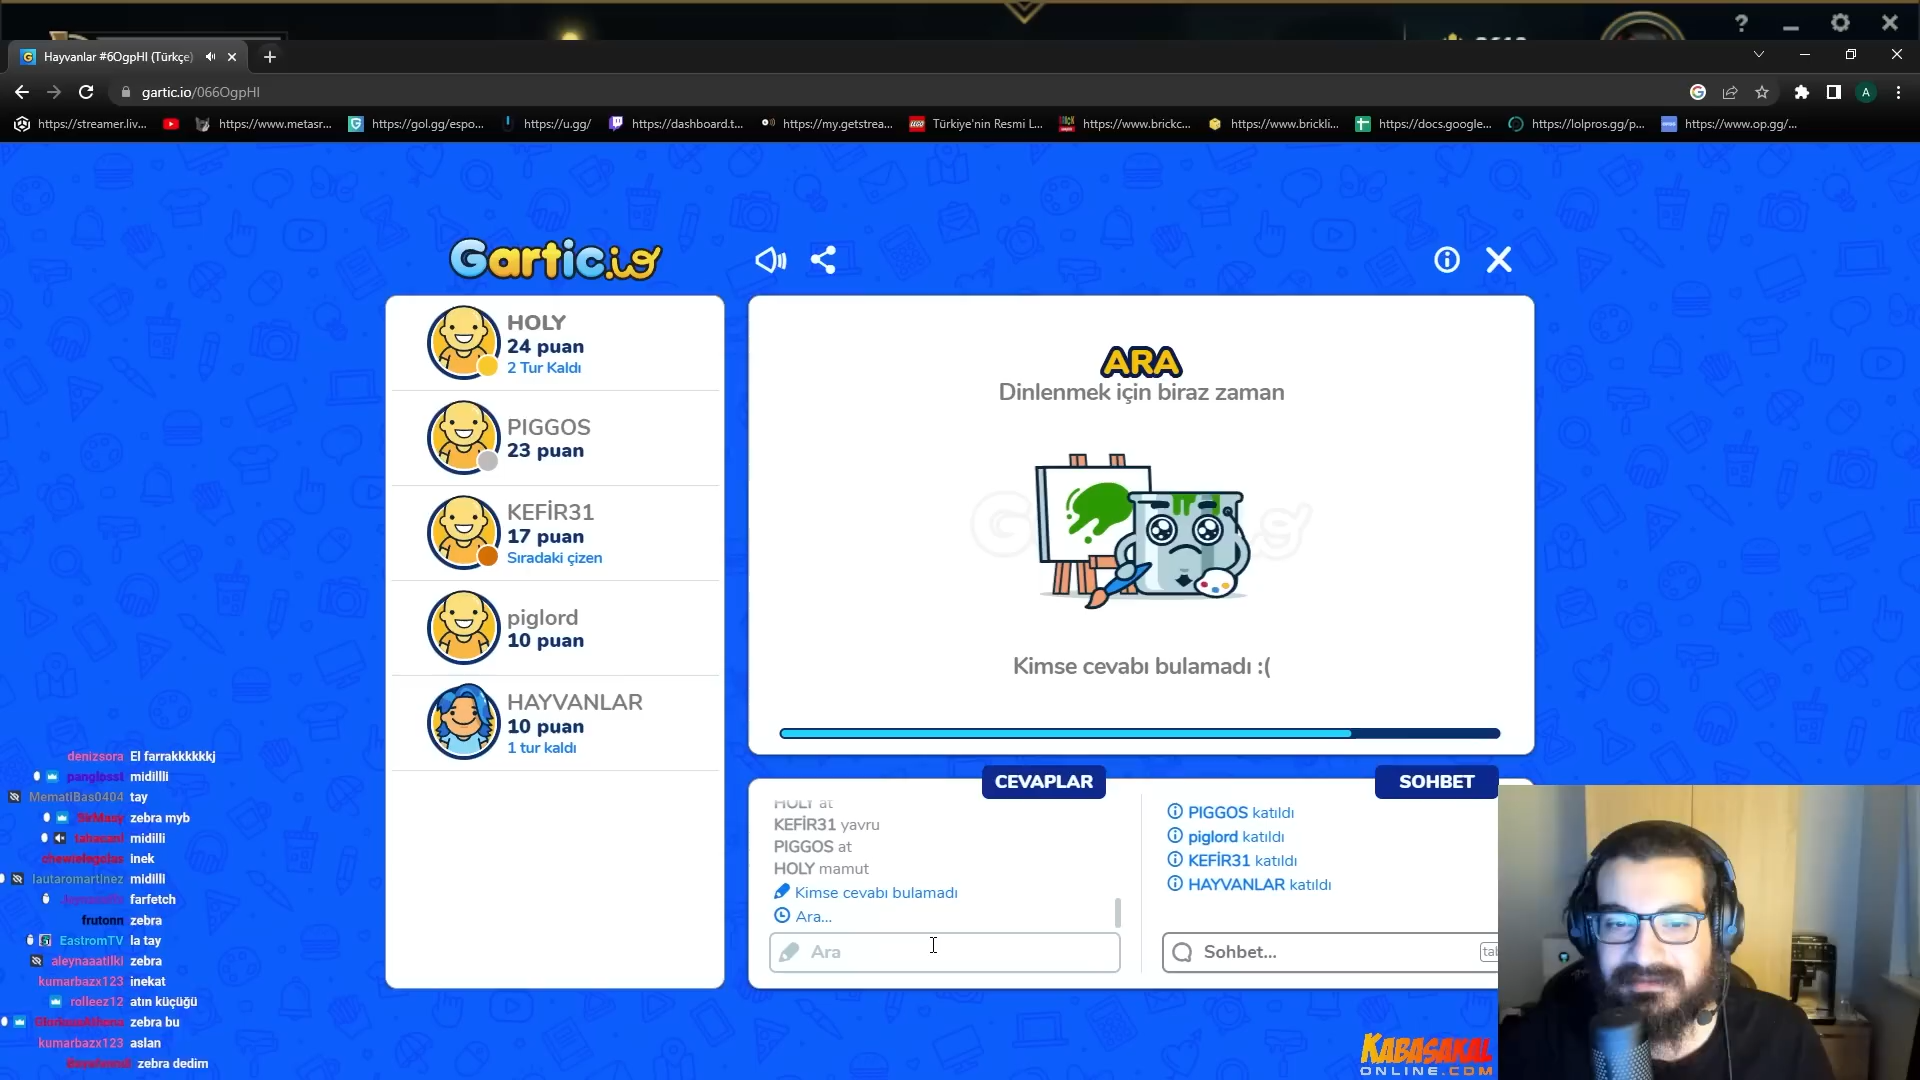 Hayvanlar #6OgpHI (Türkçe)
gartic.io/066OgpHI
https://streamer.liv...
https://www.metasr...
https://gol.gg/espo...
https://u.gg/
https://dashboard.t...
https://my.getstrea...
Türkiye'nin Resmi L...
https://www.brickc...
https://www.brickli...
https://docs.google...
https://lolpros.gg/p...
https://www.op.gg/...
Gartic.io
HOLY
24 puan
2 Tur Kaldı
PIGGOS
23 puan
KEFİR31
17 puan
Sıradaki çizen
piglord
10 puan
HAYVANLAR
10 puan
1 tur kaldı
ARA
Dinlenmek için biraz zaman
Kimse cevabı bulamadı :(
CEVAPLAR
HOLY at
KEFİR31 yavru
PIGGOS at
HOLY mamut
Kimse cevabı bulamadı
Ara...
Ara
SOHBET
PIGGOS katıldı
piglord katıldı
KEFİR31 katıldı
HAYVANLAR katıldı
Sohbet...
tab
denizsora El farrakkkkkkj
panglosst midillli
MematiBas0404 tay
zebra myb
midilli
inek
lautaromartinez midilli
farfetch
frutonn zebra
EastromTV la tay
aleynaaatilki zebra
kumarbazx123 inekat
rolleez12 atın küçüğü
zebra bu
kumarbazx123 aslan
zebra dedim
KABASAKAL
ONLINE.COM